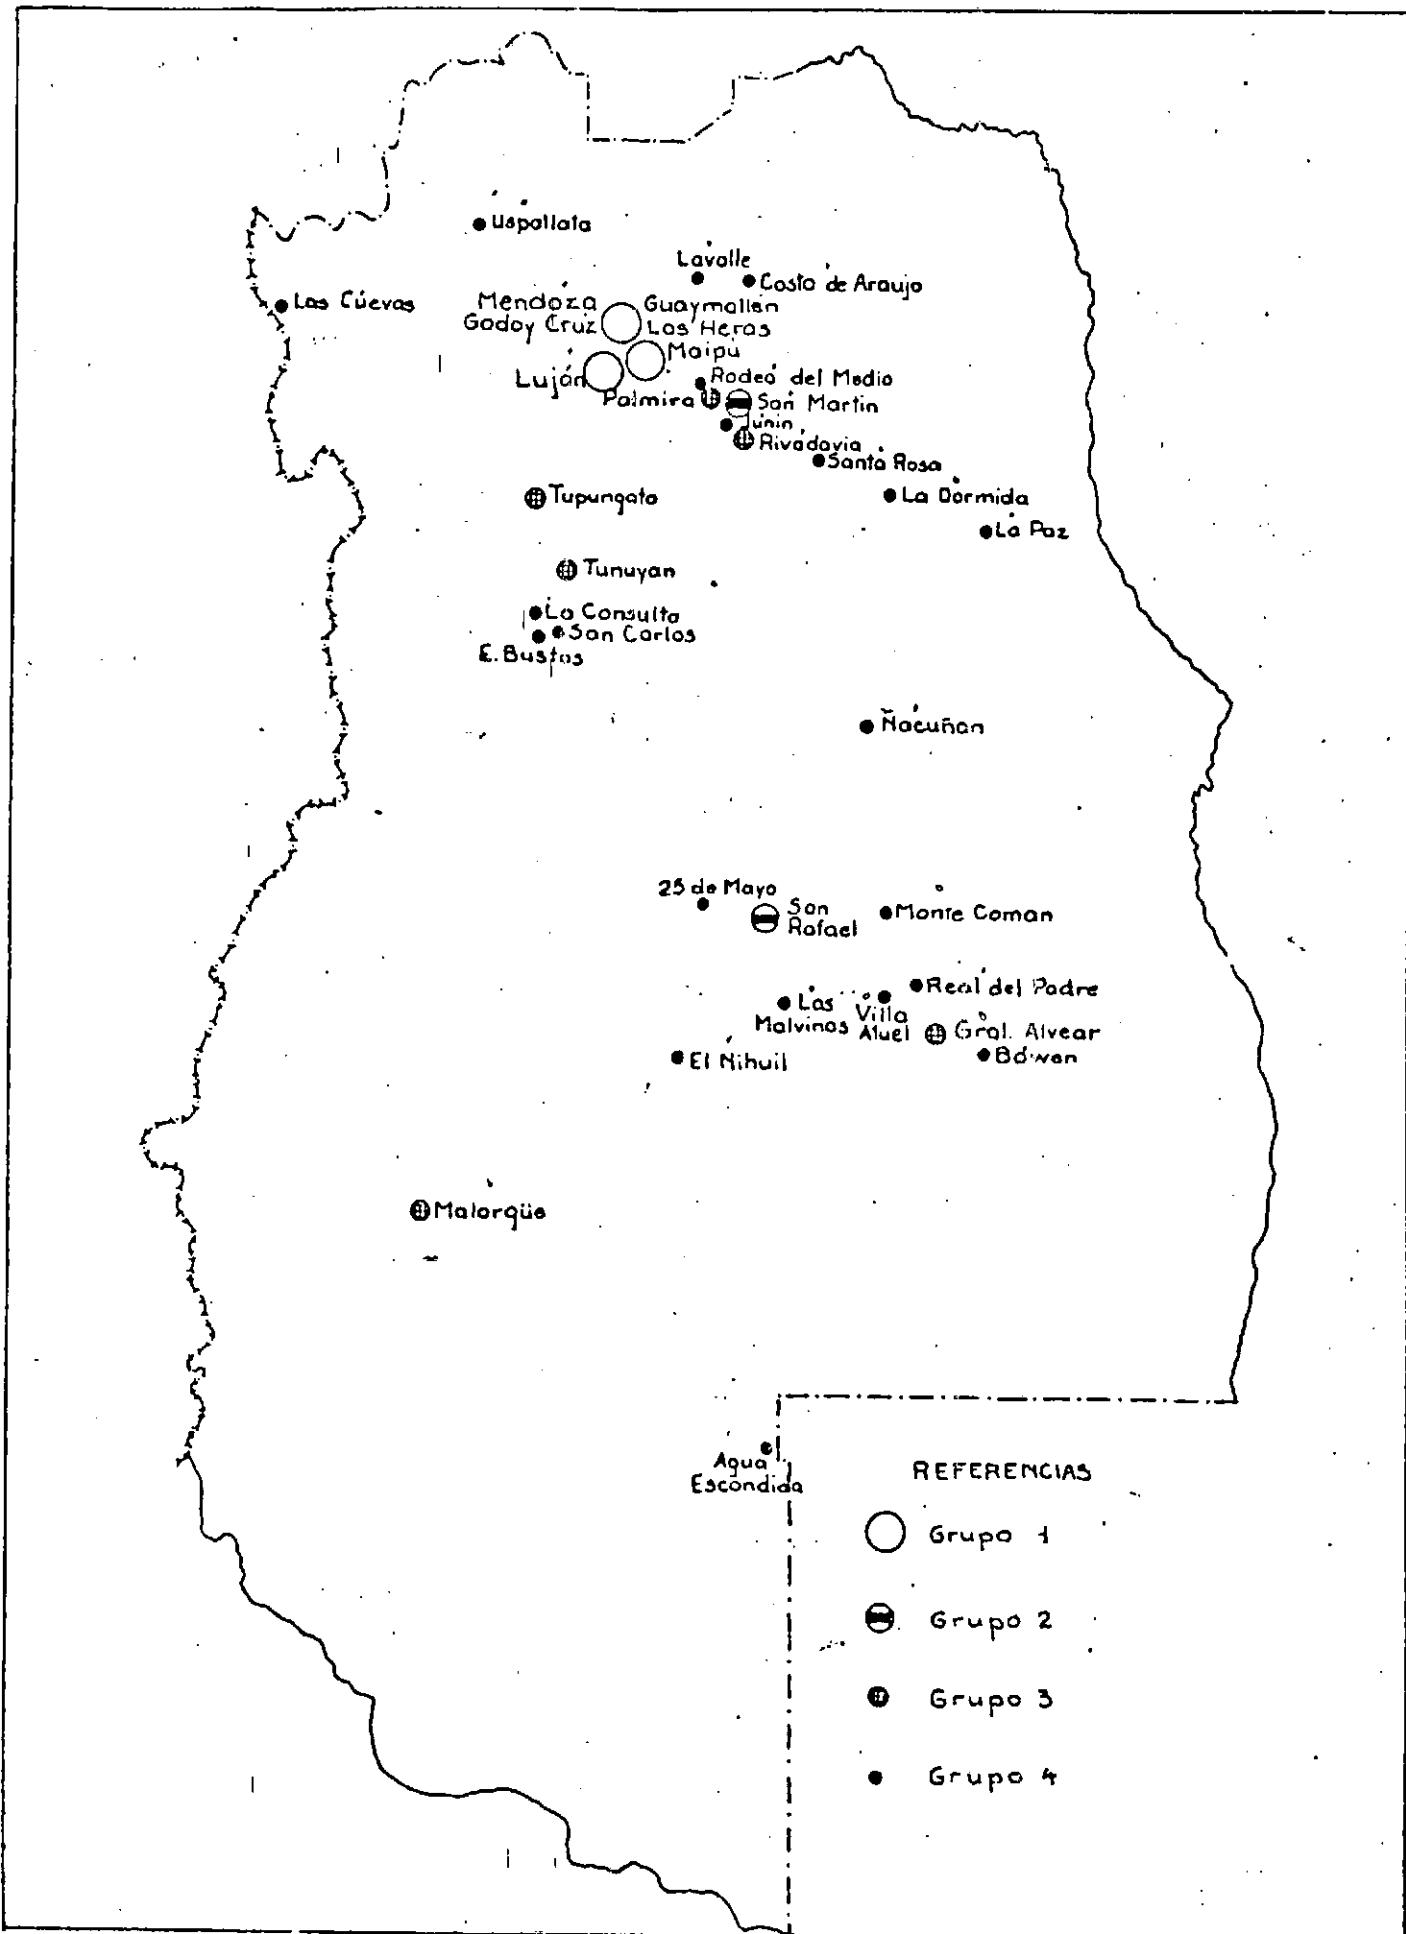 Uspallata
Lavalle
Costa de Araujo
Las Cuevas
Mendoza
Godoy Cruz
Guaymallén
Las Heras
Maipú
Luján
Rodeo del Medio
Palmira
San Martin
Junín
Rivadavia
Santa Rosa
Tupungato
La Dormida
La Paz
Tunuyan
La Consulta
San Carlos
E. Bustos
Ñacuñan
25 de Mayo
San
Rafael
Monte Coman
Real del Padre
Las
Malvinas
Villa
Atuel
Gral. Alvear
Bowen
El Nihuil
Malargüe
Agua
Escondida
REFERENCIAS
Grupo 1
Grupo 2
Grupo 3
Grupo 4